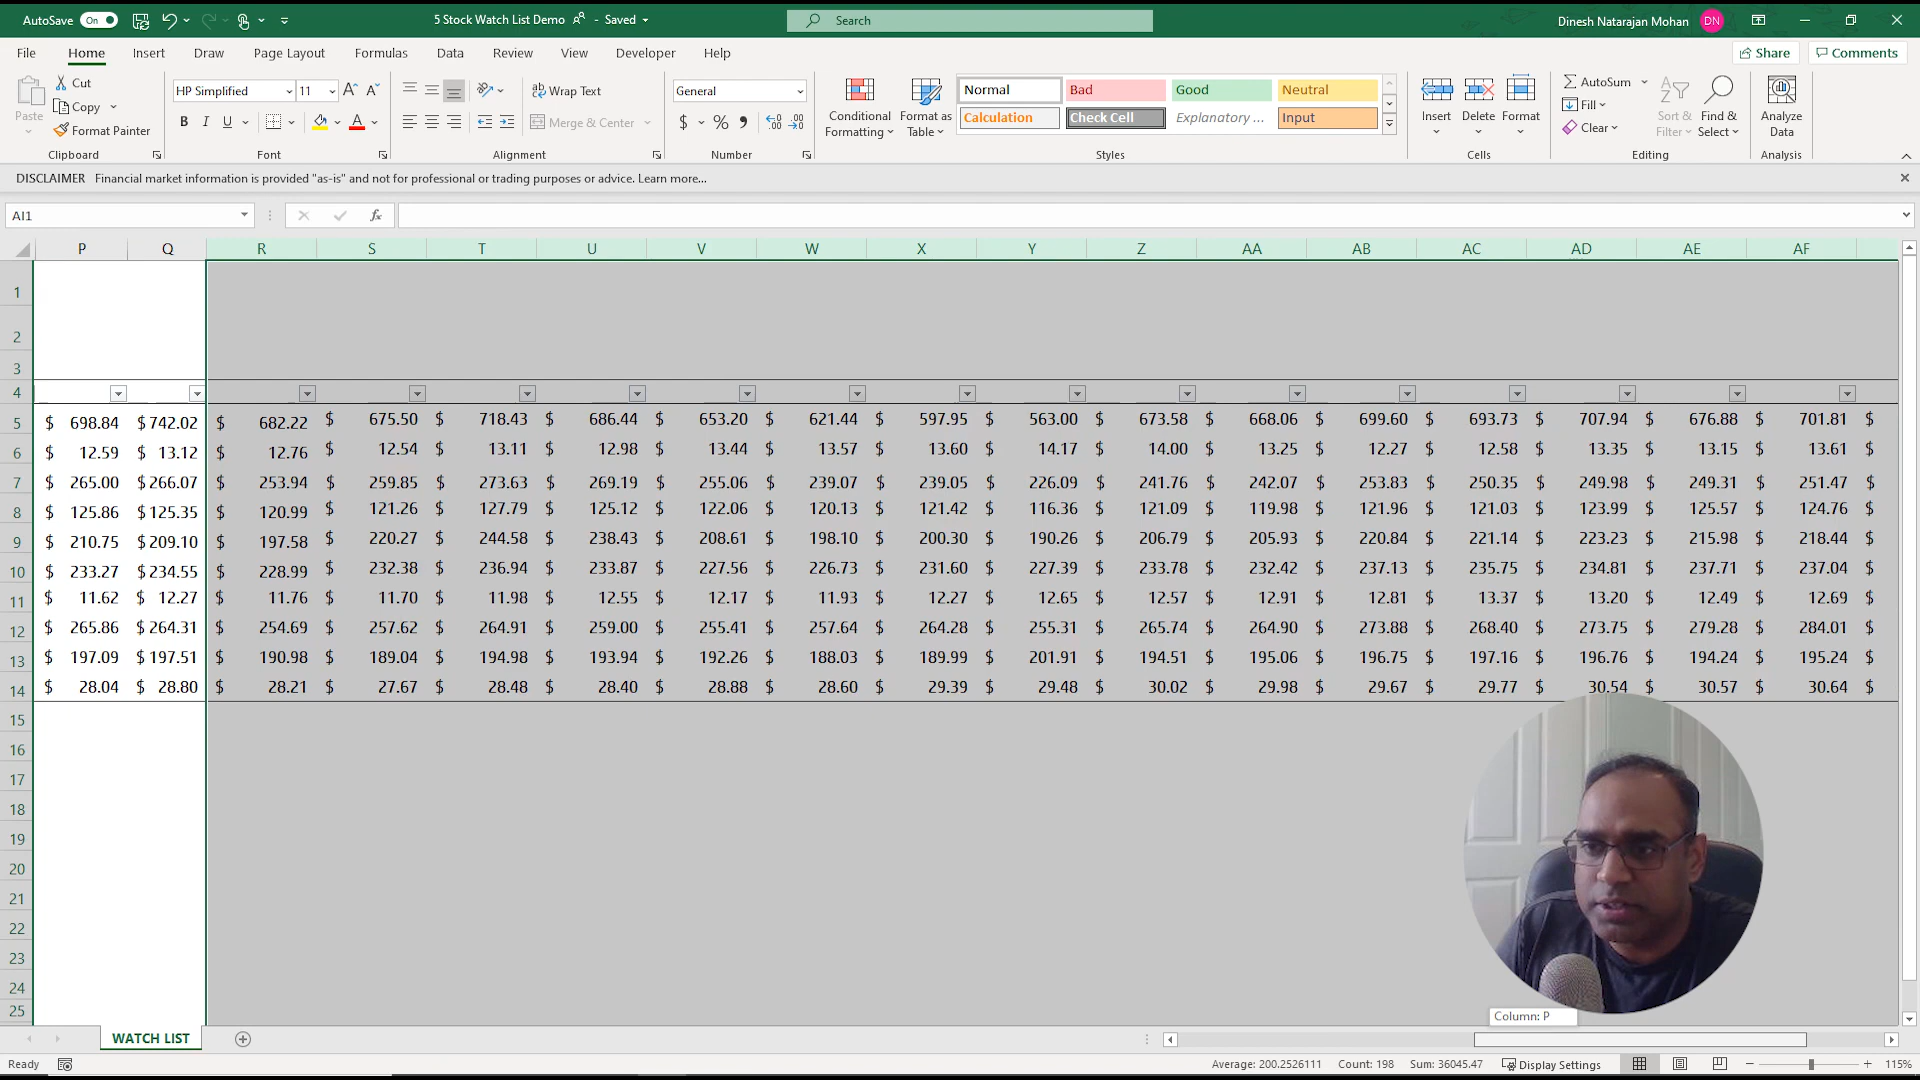 AutoSave On 5 Stock Watch List Demo - Saved Search Dinesh Natarajan Mohan DN
File Home Insert Draw Page Layout Formulas Data Review View Developer Help Share Comments
Paste Cut Copy Format Painter Clipboard
HP Simplified 11 B I U A Font
Wrap Text Merge & Center Alignment
General $ % Number
Conditional Formatting Format as Table
Normal Bad Good Neutral
Calculation Check Cell Explanatory ... Input
Styles
Insert Delete Format Cells
AutoSum Fill Clear Sort & Filter Find & Select Editing
Analyze Data Analysis
DISCLAIMER Financial market information is provided "as-is" and not for professional or trading purposes or advice. Learn more...
AI1 fx
P Q R S T U V W X Y Z AA AB AC AD AE AF
1
2
3
4
5 $ 698.84 $ 742.02 $ 682.22 $ 675.50 $ 718.43 $ 686.44 $ 653.20 $ 621.44 $ 597.95 $ 563.00 $ 673.58 $ 668.06 $ 699.60 $ 693.73 $ 707.94 $ 676.88 $ 701.81 $
6 $ 12.59 $ 13.12 $ 12.76 $ 12.54 $ 13.11 $ 12.98 $ 13.44 $ 13.57 $ 13.60 $ 14.17 $ 14.00 $ 13.25 $ 12.27 $ 12.58 $ 13.35 $ 13.15 $ 13.61 $
7 $ 265.00 $ 266.07 $ 253.94 $ 259.85 $ 273.63 $ 269.19 $ 255.06 $ 239.07 $ 239.05 $ 226.09 $ 241.76 $ 242.07 $ 253.83 $ 250.35 $ 249.98 $ 249.31 $ 251.47 $
8 $ 125.86 $ 125.35 $ 120.99 $ 121.26 $ 127.79 $ 125.12 $ 122.06 $ 120.13 $ 121.42 $ 116.36 $ 121.09 $ 119.98 $ 121.96 $ 121.03 $ 123.99 $ 125.57 $ 124.76 $
9 $ 210.75 $ 209.10 $ 197.58 $ 220.27 $ 244.58 $ 238.43 $ 208.61 $ 198.10 $ 200.30 $ 190.26 $ 206.79 $ 205.93 $ 220.84 $ 221.14 $ 223.23 $ 215.98 $ 218.44 $
10 $ 233.27 $ 234.55 $ 228.99 $ 232.38 $ 236.94 $ 233.87 $ 227.56 $ 226.73 $ 231.60 $ 227.39 $ 233.78 $ 232.42 $ 237.13 $ 235.75 $ 234.81 $ 237.71 $ 237.04 $
11 $ 11.62 $ 12.27 $ 11.76 $ 11.70 $ 11.98 $ 12.55 $ 12.17 $ 11.93 $ 12.27 $ 12.65 $ 12.57 $ 12.91 $ 12.81 $ 13.37 $ 13.20 $ 12.49 $ 12.69 $
12 $ 265.86 $ 264.31 $ 254.69 $ 257.62 $ 264.91 $ 259.00 $ 255.41 $ 257.64 $ 264.28 $ 255.31 $ 265.74 $ 264.90 $ 273.88 $ 268.40 $ 273.75 $ 279.28 $ 284.01 $
13 $ 197.09 $ 197.51 $ 190.98 $ 189.04 $ 194.98 $ 193.94 $ 192.26 $ 188.03 $ 189.99 $ 201.91 $ 194.51 $ 195.06 $ 196.75 $ 197.16 $ 196.76 $ 194.24 $ 195.24 $
14 $ 28.04 $ 28.80 $ 28.21 $ 27.67 $ 28.48 $ 28.40 $ 28.88 $ 28.60 $ 29.39 $ 29.48 $ 30.02 $ 29.98 $ 29.67 $ 29.77 $ 30.54 $ 30.57 $ 30.64 $
15
16
17
18
19
20
21
22
23
24
25
Column: P
WATCH LIST
Ready Average: 200.2526111 Count: 198 Sum: 36045.47 Display Settings 115%